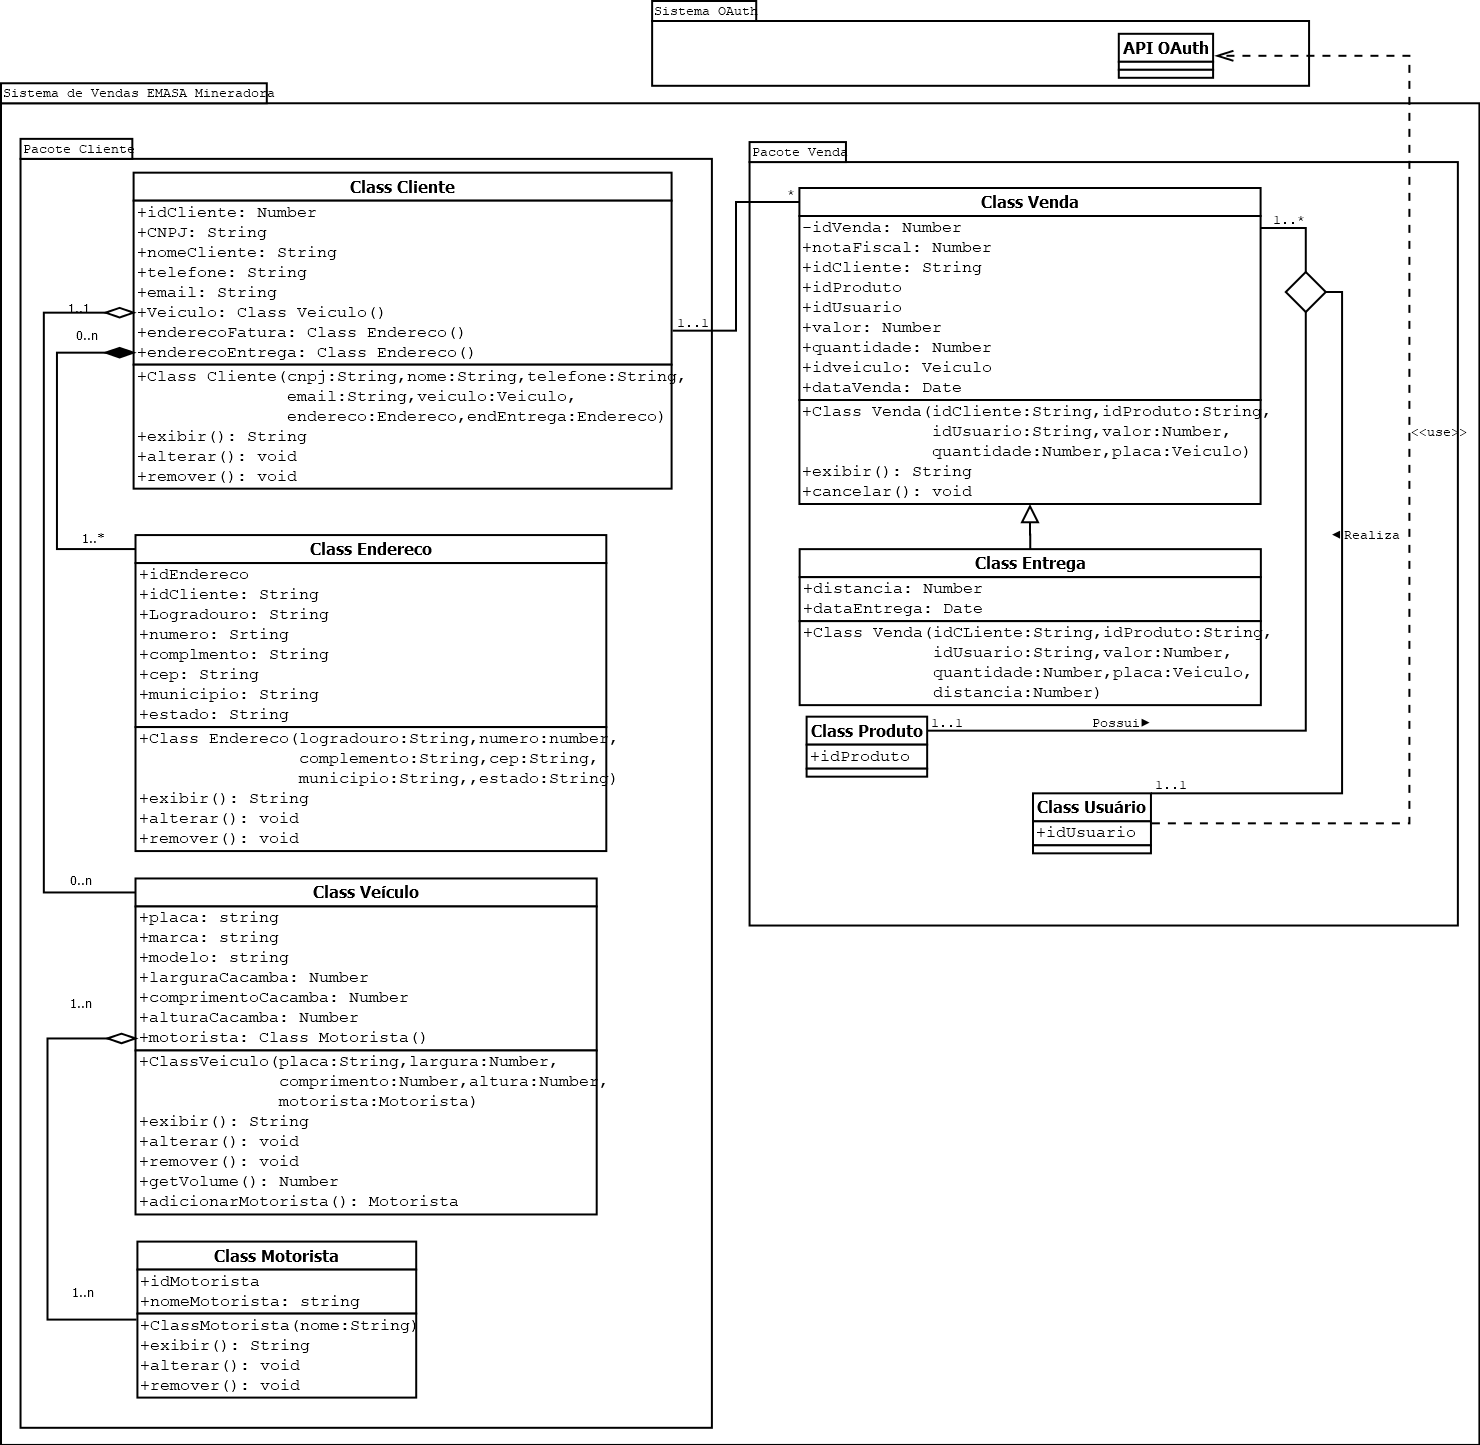 Sistema OAuth
API OAuth
Sistema de Vendas EMASA Mineradora
Pacote Cliente
Class Cliente
+idCliente: Number
+CNPJ: String
+nomeCliente: String
+telefone: String
+email: String
+Veiculo: Class Veiculo()
+enderecoFatura: Class Endereco()
+enderecoEntrega: Class Endereco()
+Class Cliente(cnpj:String,nome:String,telefone:String,
email:String,veiculo:Veiculo,
endereco:Endereco,endEntrega:Endereco)
+exibir(): String
+alterar(): void
+remover(): void
1..1
0..n
1..*
Class Endereco
+idEndereco
+idCliente: String
+Logradouro: String
+numero: Srting
+complmento: String
+cep: String
+municipio: String
+estado: String
+Class Endereco(logradouro:String,numero:number,
complemento:String,cep:String,
municipio:String,,estado:String)
+exibir(): String
+alterar(): void
+remover(): void
0..n
Class Veículo
+placa: string
+marca: string
+modelo: string
+larguraCacamba: Number
+comprimentoCacamba: Number
+alturaCacamba: Number
+motorista: Class Motorista()
+ClassVeiculo(placa:String,largura:Number,
comprimento:Number,altura:Number,
motorista:Motorista)
+exibir(): String
+alterar(): void
+remover(): void
+getVolume(): Number
+adicionarMotorista(): Motorista
1..n
1..n
Class Motorista
+idMotorista
+nomeMotorista: string
+ClassMotorista(nome:String)
+exibir(): String
+alterar(): void
+remover(): void
1..1
*
Pacote Venda
Class Venda
-idVenda: Number
+notaFiscal: Number
+idCliente: String
+idProduto
+idUsuario
+valor: Number
+quantidade: Number
+idveiculo: Veiculo
+dataVenda: Date
+Class Venda(idCliente:String,idProduto:String,
idUsuario:String,valor:Number,
quantidade:Number,placa:Veiculo)
+exibir(): String
+cancelar(): void
1..*
<<use>>
Realiza
Class Entrega
+distancia: Number
+dataEntrega: Date
+Class Venda(idCLiente:String,idProduto:String,
idUsuario:String,valor:Number,
quantidade:Number,placa:Veiculo,
distancia:Number)
Class Produto
+idProduto
1..1
Possui
1..1
Class Usuário
+idUsuario